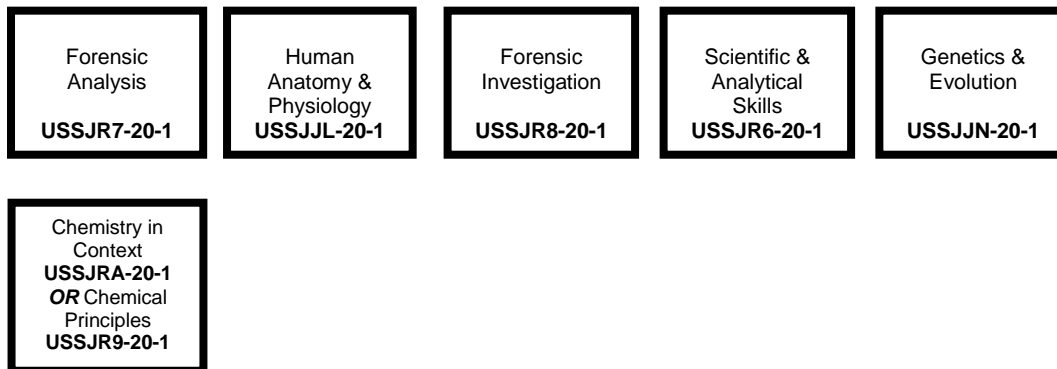 Forensic
Analysis
USSJR7-20-1
Human
Anatomy &
Physiology
USSJJL-20-1
Forensic
Investigation
USSJR8-20-1
Scientific &
Analytical
Skills
USSJR6-20-1
Genetics &
Evolution
USSJJN-20-1
Chemistry in
Context
USSJRA-20-1
OR Chemical
Principles
USSJR9-20-1